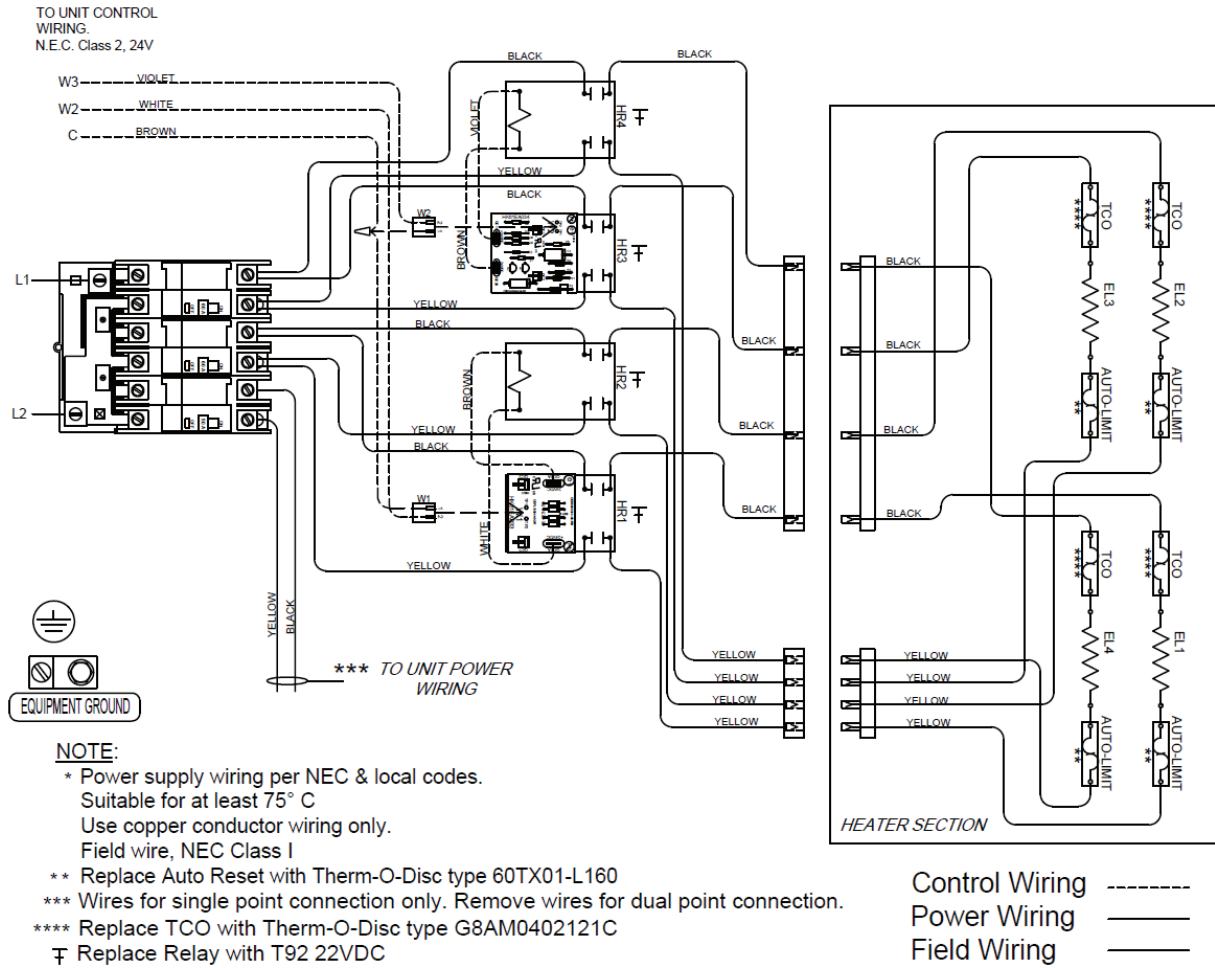 TO UNIT CONTROL
WIRING.
N.E.C. Class 2, 24V
W3
VIOLET
W2
WHITE
C
BROWN
BLACK
BLACK
VIOLET
HR4
YELLOW
BLACK
W2
BROWN
HR3
YELLOW
BLACK
BROWN
HR2
YELLOW
BLACK
W1
WHITE
HR1
YELLOW
L1
L2
YELLOW
BLACK
*** TO UNIT POWER
WIRING
EQUIPMENT GROUND
BLACK
BLACK
BLACK
YELLOW
YELLOW
YELLOW
YELLOW
BLACK
BLACK
BLACK
BLACK
YELLOW
YELLOW
YELLOW
YELLOW
TCO
****
TCO
****
EL3
EL2
AUTO-LIMIT
**
AUTO-LIMIT
**
TCO
****
TCO
****
EL4
EL1
AUTO-LIMIT
**
AUTO-LIMIT
**
HEATER SECTION
NOTE:
* Power supply wiring per NEC & local codes.
Suitable for at least 75° C
Use copper conductor wiring only.
Field wire, NEC Class I
** Replace Auto Reset with Therm-O-Disc type 60TX01-L160
*** Wires for single point connection only. Remove wires for dual point connection.
**** Replace TCO with Therm-O-Disc type G8AM0402121C
Replace Relay with T92 22VDC
Control Wiring
Power Wiring
Field Wiring